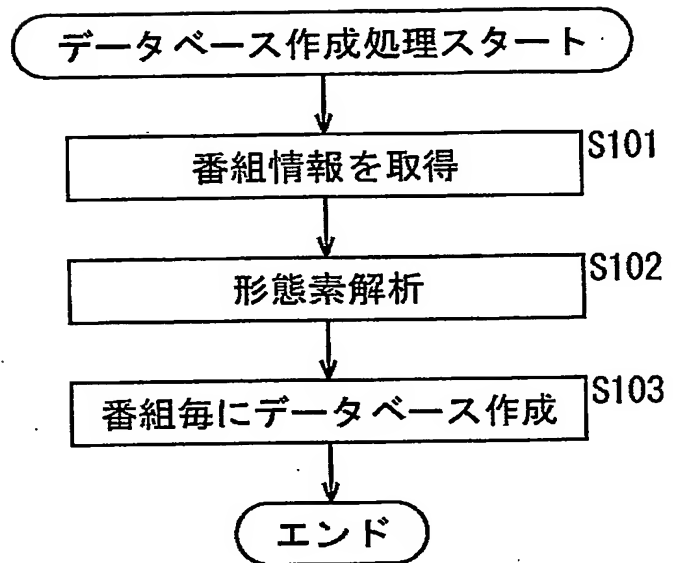 データベース作成処理スタート
S101
番組情報を取得
S102
形態素解析
S103
番組毎にデータベース作成
エンド